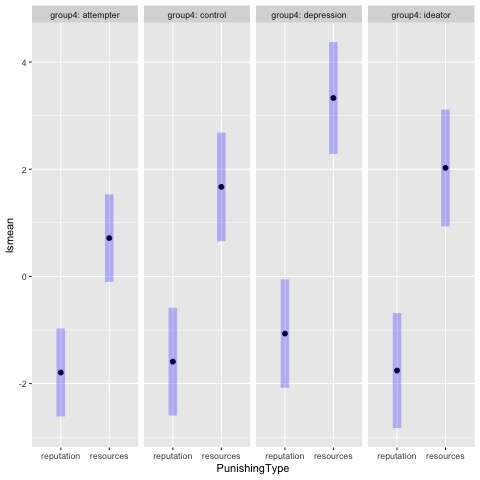 group4: attempter group4: control group4: depression group4: ideator
4
2
0
-2
lsmean
reputation resources reputation resources reputation resources reputation resources
PunishingType